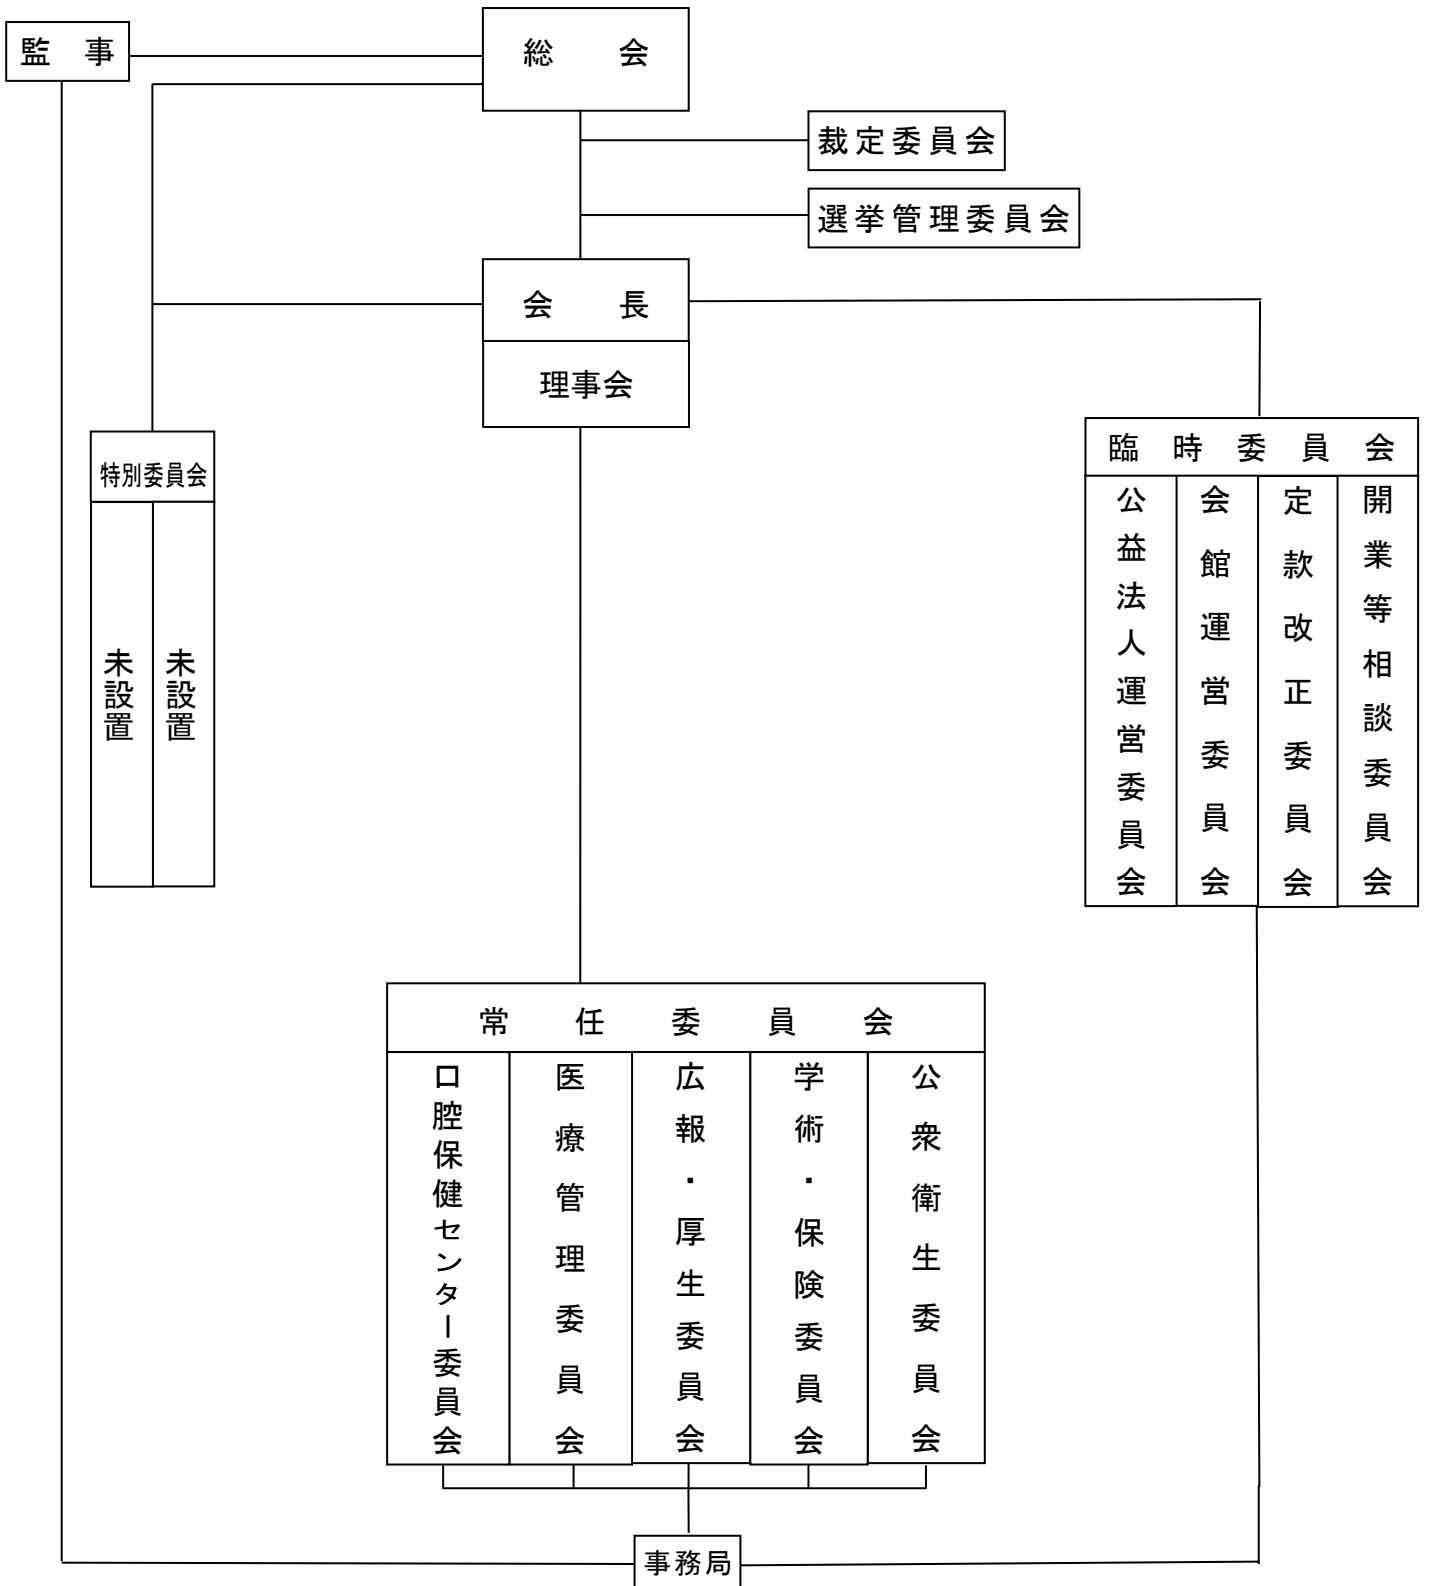 監　事
総　　会
裁定委員会
選挙管理委員会
会　　長
理事会
特別委員会
未設置
未設置
臨　時　委　員　会
公益法人運営委員会
会館運営委員会
定款改正委員会
開業等相談委員会
常　　任　　委　　員　　会
口腔保健センター委員会
医療管理委員会
広報・厚生委員会
学術・保険委員会
公衆衛生委員会
事務局